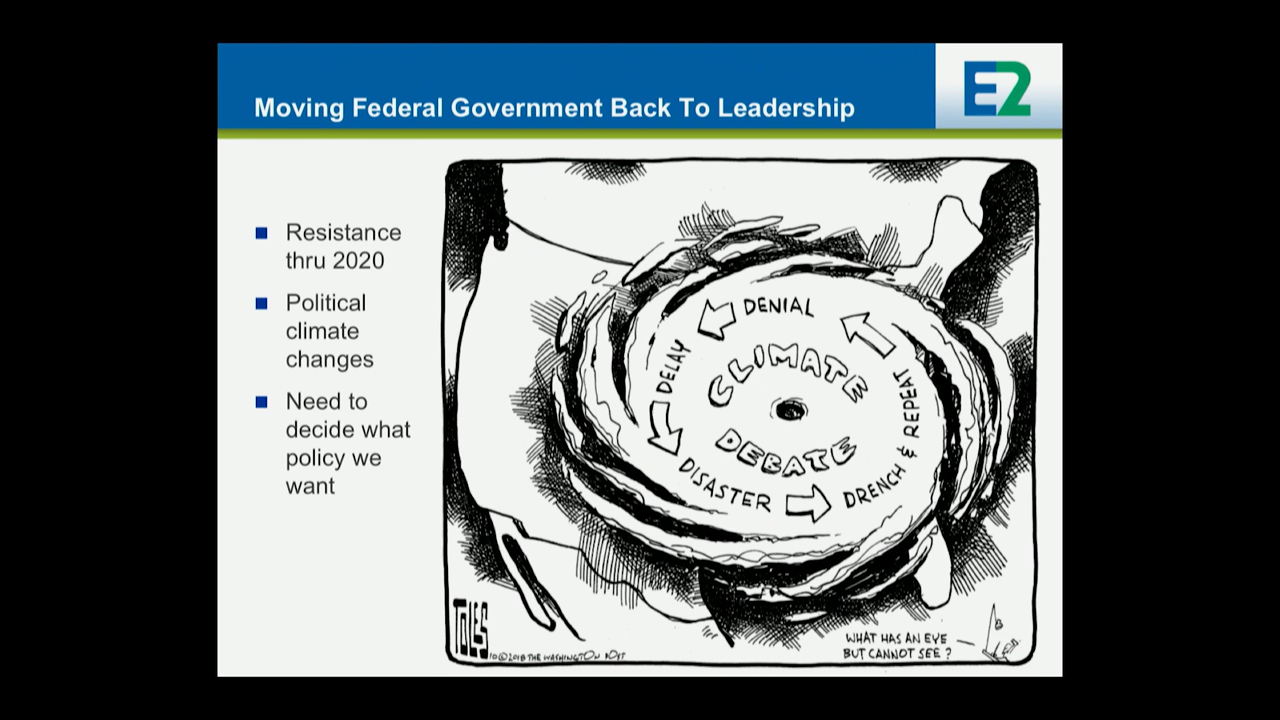 Moving Federal Government Back To Leadership
E2
Resistance
thru 2020
Political
climate
changes
Need to
decide what
policy we
want
DENIAL
DELAY
CLIMATE
DEBATE
DISASTER
DRENCH & REPEAT
TOLES
©2018 THE WASHINGTON POST
WHAT HAS AN EYE
BUT CANNOT SEE?